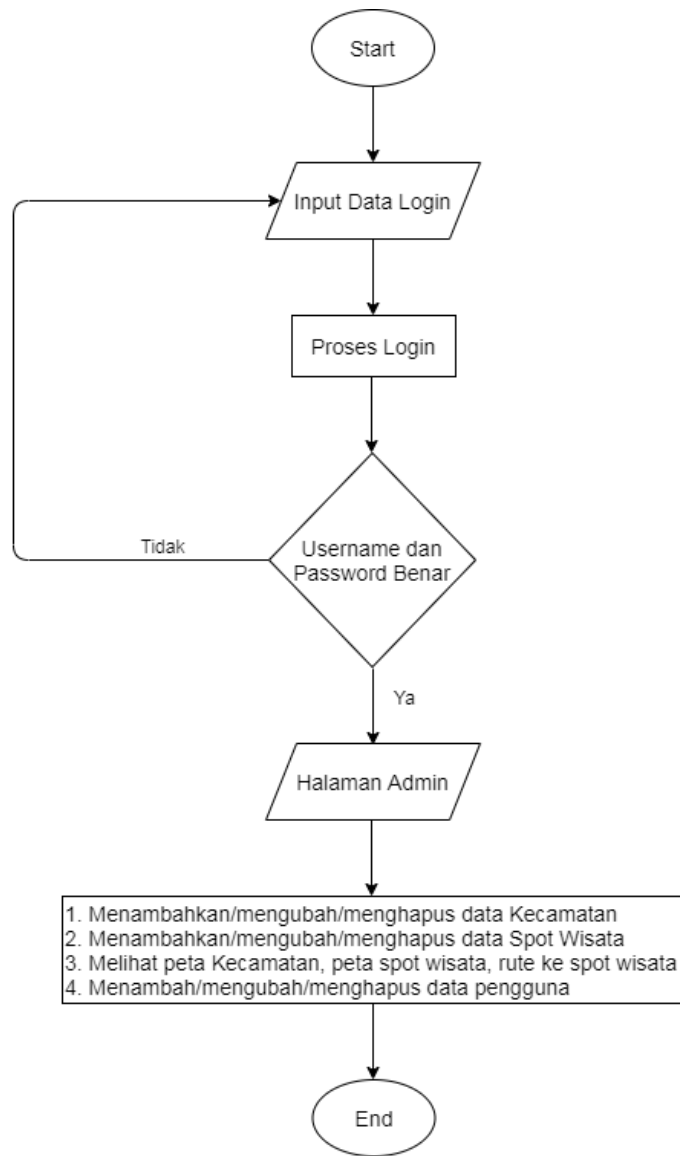 Start
Input Data Login
Proses Login
Username dan
Password Benar
Tidak
Ya
Halaman Admin
1. Menambahkan/mengubah/menghapus data Kecamatan
2. Menambahkan/mengubah/menghapus data Spot Wisata
3. Melihat peta Kecamatan, peta spot wisata, rute ke spot wisata
4. Menambah/mengubah/menghapus data pengguna
End